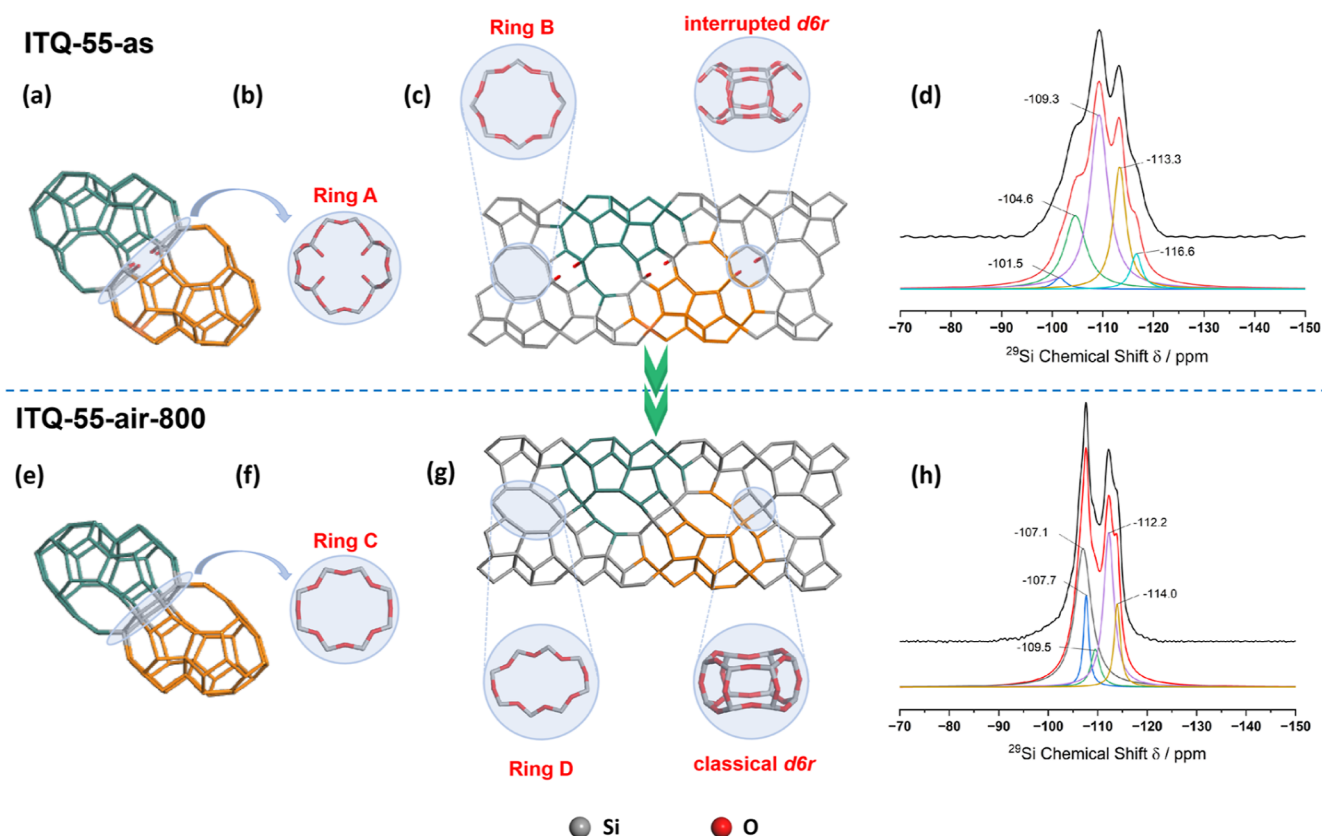 ITQ-55-as
(a)
(b)
Ring A
(c)
Ring B
interrupted d6r
(d)
-109.3
-113.3
-104.6
-101.5
-116.6
-70 -80 -90 -100 -110 -120 -130 -140 -150
29Si Chemical Shift δ / ppm
ITQ-55-air-800
(e)
(f)
Ring C
(g)
Ring D
classical d6r
(h)
-107.1
-112.2
-107.7
-114.0
-109.5
−70 −80 −90 −100 −110 −120 −130 −140 −150
29Si Chemical Shift δ / ppm
Si
O